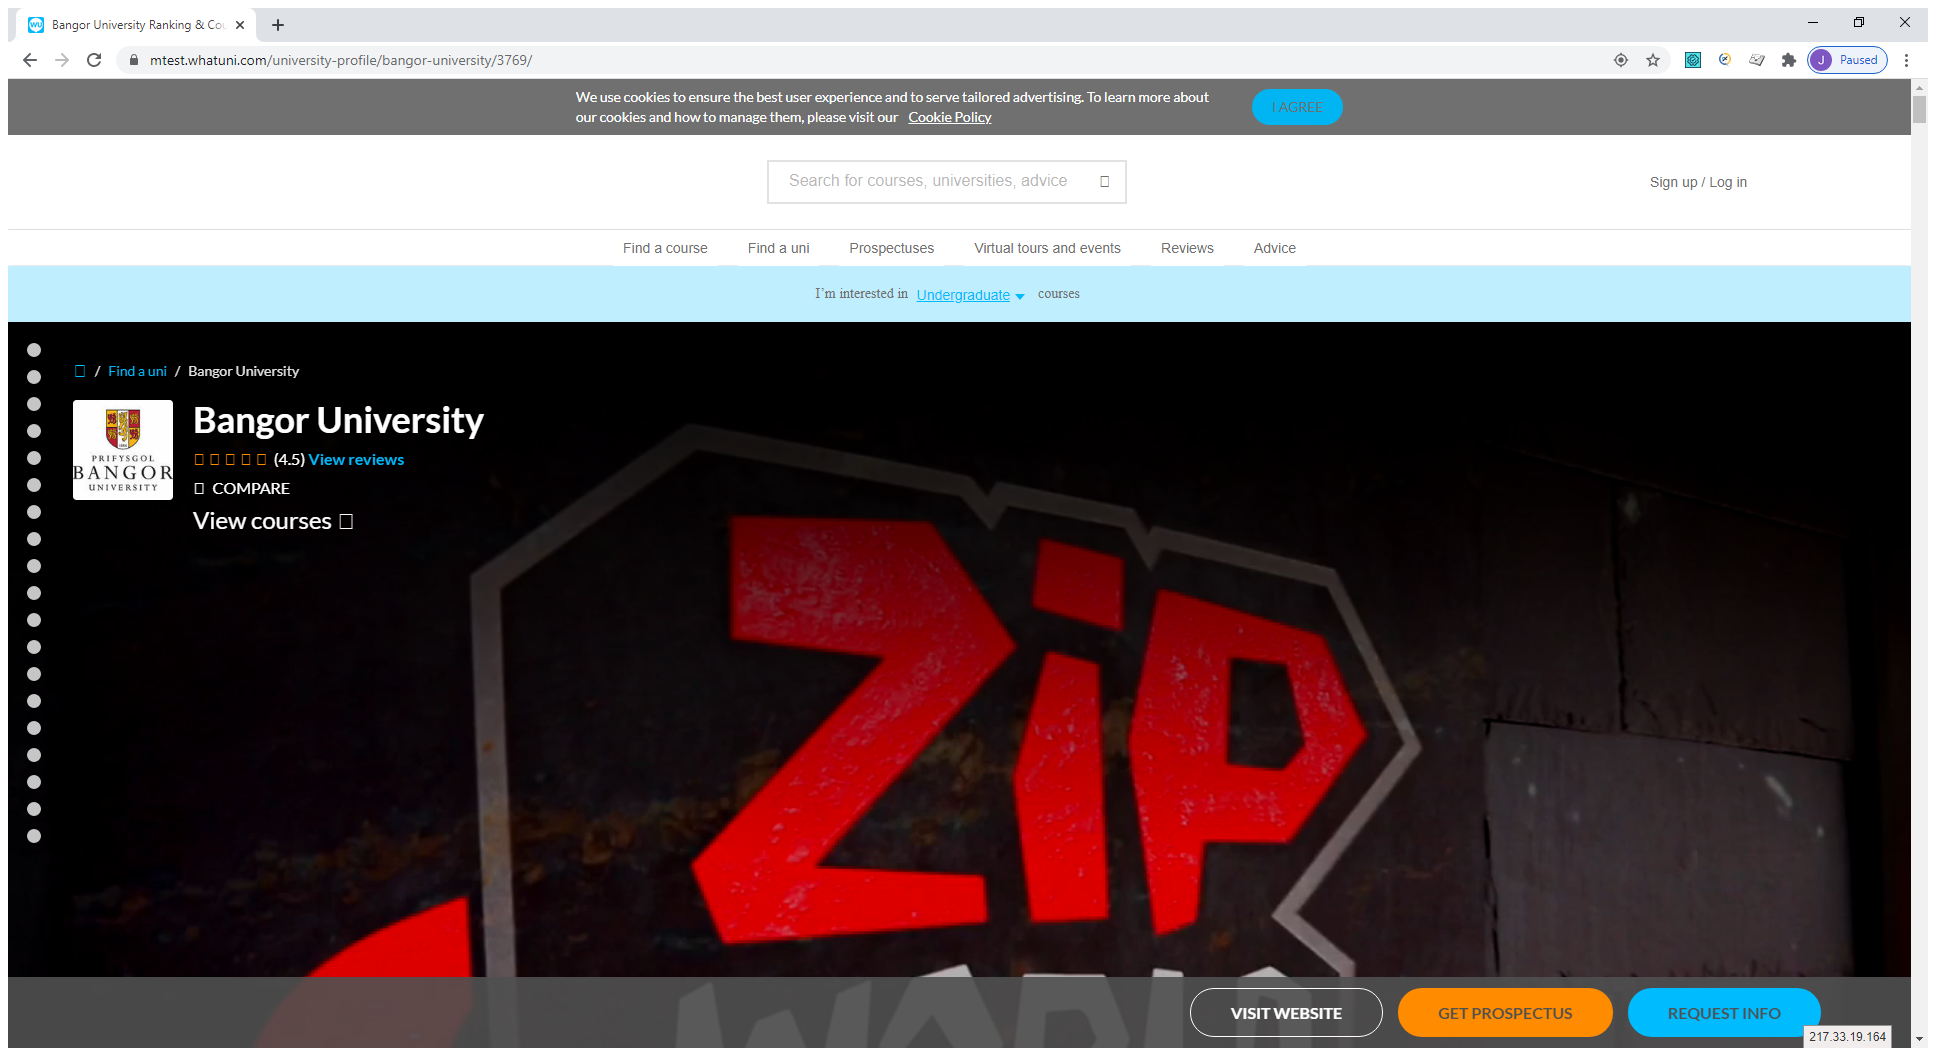 Bangor University Ranking & Cou
mtest.whatuni.com/university-profile/bangor-university/3769/
J Paused
We use cookies to ensure the best user experience and to serve tailored advertising. To learn more about
our cookies and how to manage them, please visit our Cookie Policy
I AGREE
Search for courses, universities, advice
Sign up / Log in
Find a course Find a uni Prospectuses Virtual tours and events Reviews Advice
I'm interested in Undergraduate courses
/ Find a uni / Bangor University
PRIFYSGOL
BANGOR
UNIVERSITY
Bangor University
(4.5) View reviews
COMPARE
View courses
ZIP
WORLD
VISIT WEBSITE GET PROSPECTUS REQUEST INFO
217.33.19.164